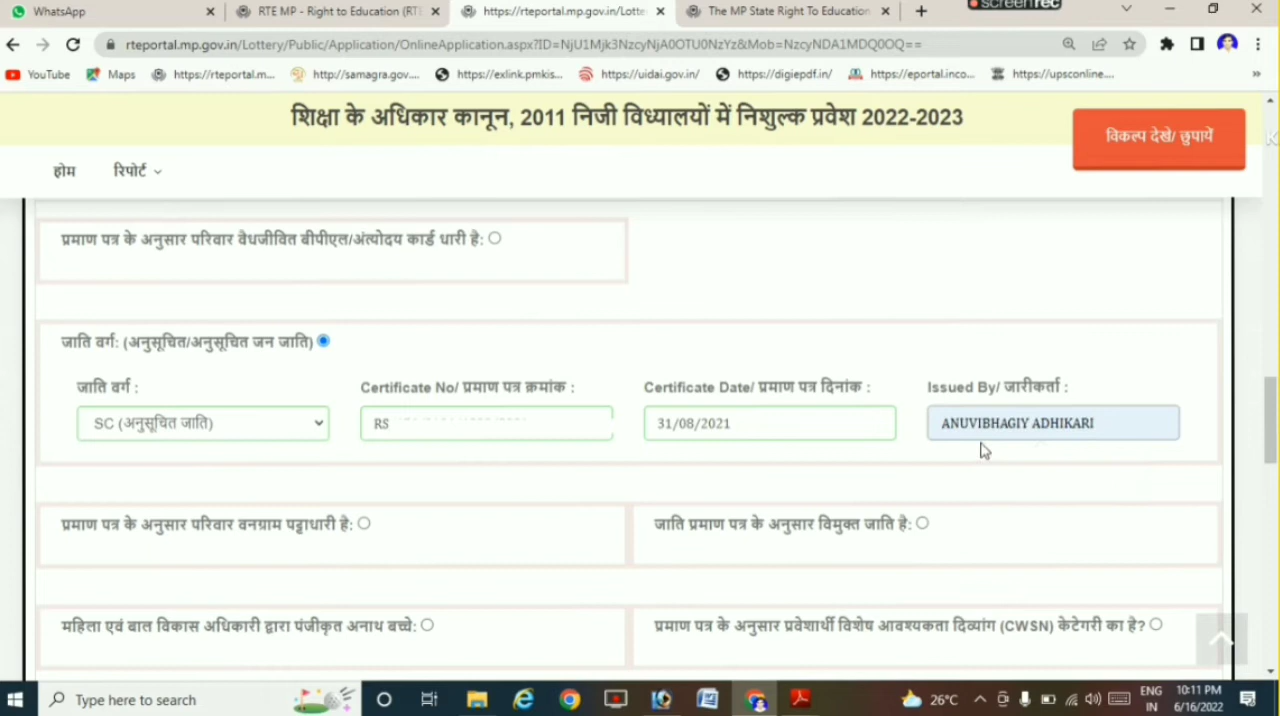 WhatsApp
RTE MP - Right to Education (RTE
https://rteportal.mp.gov.in/Lotte
The MP State Right To Education
screenrec
rteportal.mp.gov.in/Lottery/Public/Application/OnlineApplication.aspx?ID=NjU1Mjk3NzcyNjA0OTU0NzYz&Mob=NzcyNDA1MDQ0OQ==
YouTube
Maps
https://rteportal.m...
http://samagra.gov....
https://exlink.pmkis...
https://uidai.gov.in/
https://digiepdf.in/
https://eportal.inco...
https://upsconline....
शिक्षा के अधिकार कानून, 2011 निजी विध्यालयों में निशुल्क प्रवेश 2022-2023
विकल्प देखे/ छुपायें
होम
रिपोर्ट
प्रमाण पत्र के अनुसार परिवार वैधजीवित बीपीएल/अंत्योदय कार्ड धारी है:
जाति वर्ग: (अनुसूचित/अनुसूचित जन जाति)
जाति वर्ग :
Certificate No/ प्रमाण पत्र क्रमांक :
Certificate Date/ प्रमाण पत्र दिनांक :
Issued By/ जारीकर्ता :
SC (अनुसूचित जाति)
RS
31/08/2021
ANUVIBHAGIY ADHIKARI
प्रमाण पत्र के अनुसार परिवार वनग्राम पट्टाधारी है:
जाति प्रमाण पत्र के अनुसार विमुक्त जाति है:
महिला एवं बाल विकास अधिकारी द्वारा पंजीकृत अनाथ बच्चे:
प्रमाण पत्र के अनुसार प्रवेशार्थी विशेष आवश्यकता दिव्यांग (CWSN) केटेगरी का है?
Type here to search
26°C
ENG
IN
10:11 PM
6/16/2022